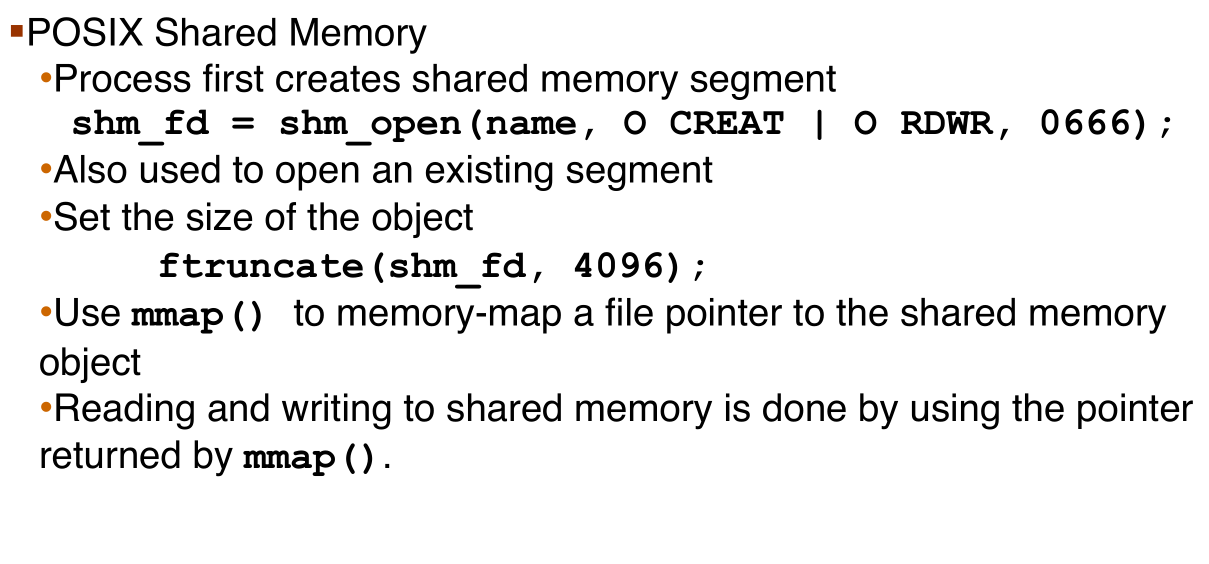 ▪POSIX Shared Memory
•Process first creates shared memory segment
shm_fd = shm_open(name, O CREAT | O RDWR, 0666);
•Also used to open an existing segment
•Set the size of the object
ftruncate(shm_fd, 4096);
•Use mmap() to memory-map a file pointer to the shared memory
object
•Reading and writing to shared memory is done by using the pointer
returned by mmap().